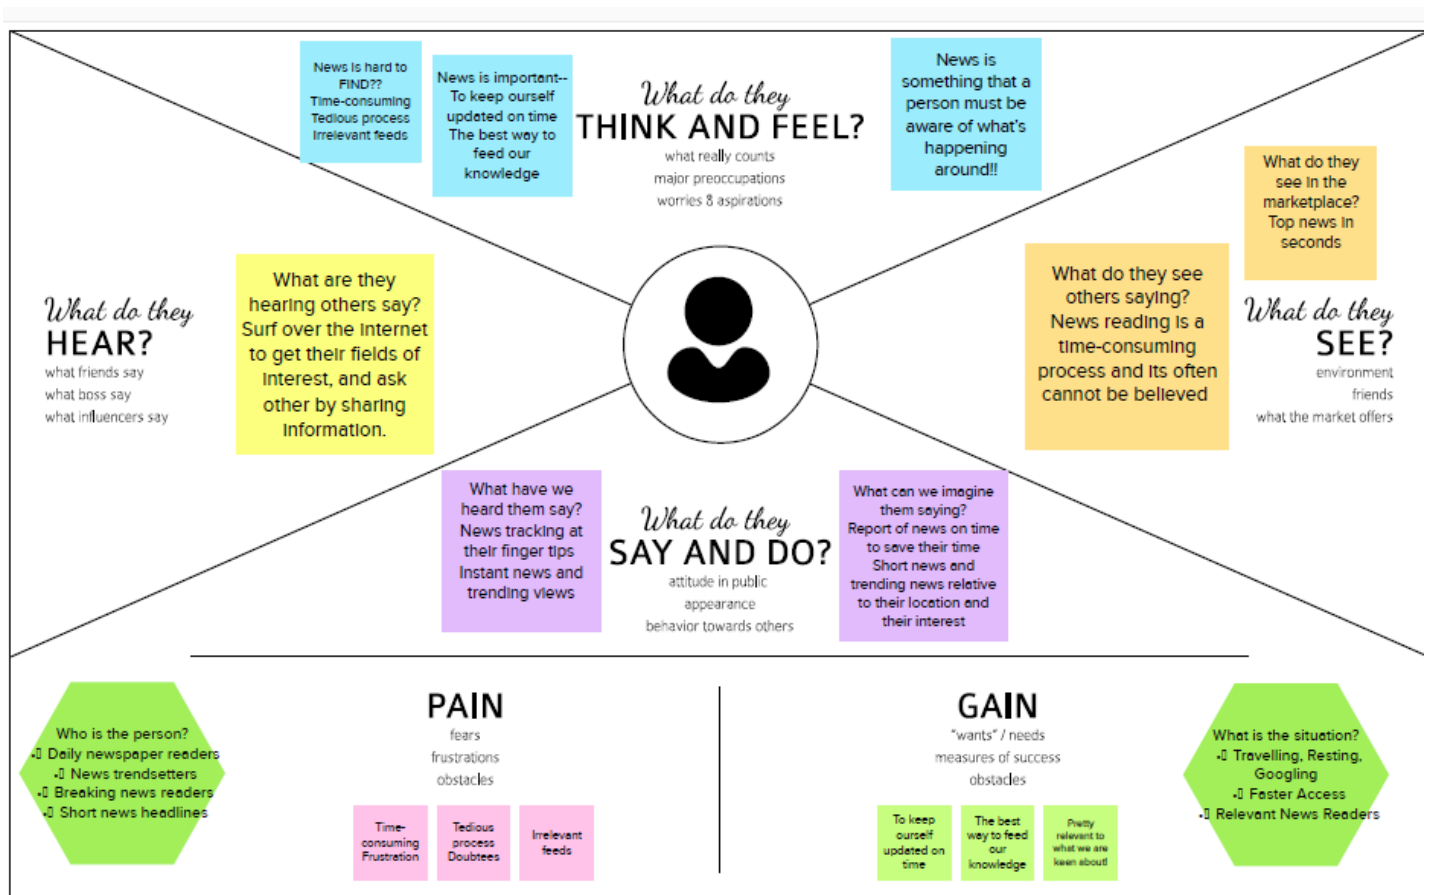 News is hard to
FIND??
Time-consuming
Tedious process
Irrelevant feeds
News is important--
To keep ourself
updated on time
The best way to
feed our
knowledge
What do they
THINK AND FEEL?
what really counts
major preoccupations
worries & aspirations
News is
something that a
person must be
aware of what's
happening
around!!
What do they
see in the
marketplace?
Top news in
seconds
What do they
HEAR?
what friends say
what boss say
what influencers say
What are they
hearing others say?
Surf over the internet
to get their fields of
interest, and ask
other by sharing
information.
What do they see
others saying?
News reading is a
time-consuming
process and its often
cannot be believed
What do they
SEE?
environment
friends
what the market offers
What have we
heard them say?
News tracking at
their finger tips
Instant news and
trending views
What do they
SAY AND DO?
attitude in public
appearance
behavior towards others
What can we imagine
them saying?
Report of news on time
to save their time
Short news and
trending news relative
to their location and
their interest
Who is the person?
•▯ Daily newspaper readers
•▯ News trendsetters
•▯ Breaking news readers
•▯ Short news headlines
PAIN
fears
frustrations
obstacles
Time-
consuming
Frustration
Tedious
process
Doubtees
Irrelevant
feeds
GAIN
"wants" / needs
measures of success
obstacles
To keep
ourself
updated on
time
The best
way to feed
our
knowledge
Pretty
relevant to
what we are
keen about!
What is the situation?
•▯ Travelling, Resting,
Googling
•▯ Faster Access
•▯ Relevant News Readers